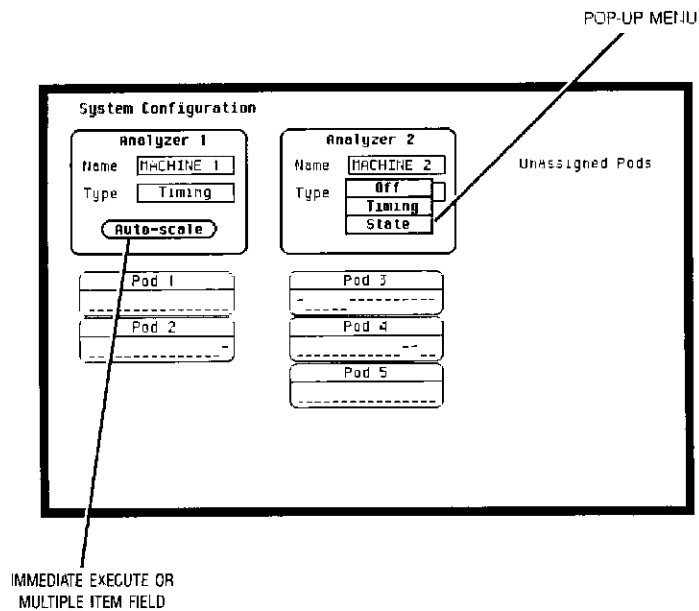 POP-UP MENU
System Configuration
Analyzer 1
Name MACHINE 1
Type Timing
Auto-scale
Analyzer 2
Name MACHINE 2
Type Off
Timing
State
Unassigned Pods
Pod 1
Pod 2
Pod 3
Pod 4
Pod 5
IMMEDIATE EXECUTE OR
MULTIPLE ITEM FIELD